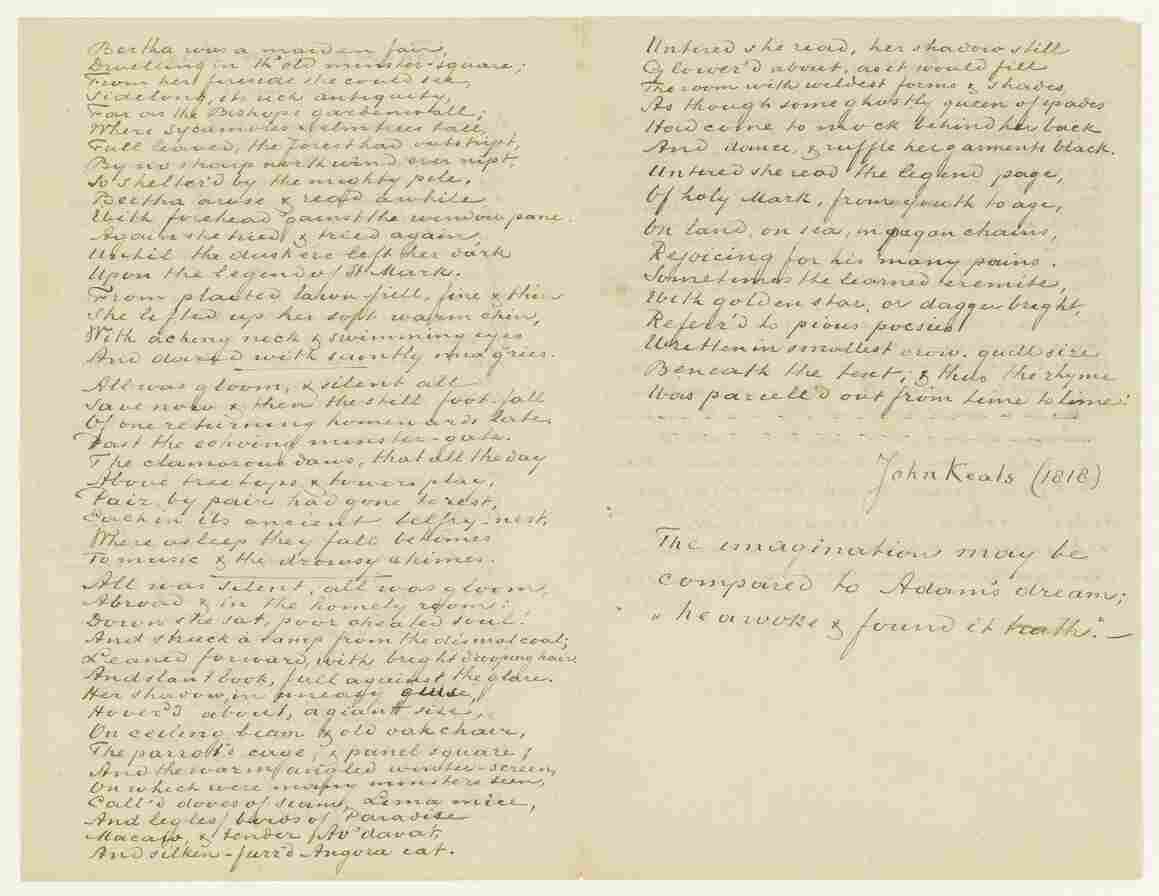 Bertha was a maiden fair,
Dwelling in th' old minster-square;
From her fireside she could see,
Sidelong, its rich antiquity,
Far as the Bishop's garden wall,
Where Sycamores & elm trees tall,
Full leaved, the forest had outstript,
By no sharp north wind ever nipt,
So shelter'd by the mighty pile.
Bertha arose & read awhile
With forehead 'gainst the window pane.
Again she tried, & tried again,
Until the dusk eve left her dark
Upon the legend of St Mark.
From plaited lawn-frill, fine & thin
She lifted up her soft warm chin,
With aching neck & swimming eyes
And dazed with saintly imageries.
All was gloom, & silent all
Save now & then the still foot-fall
Of one returning homewards late
Past the echoing minster-gate.
The clamorous daws, that all the day
Above tree tops & towers play,
Pair by pair had gone to rest,
Each in its ancient belfry-nest,
Where asleep they fall betimes
To music & the drowsy chimes.
All was silent, all was gloom,
Abroad & in the homely room:
Down she sat, poor cheated soul!
And struck a lamp from the dismal coal;
Leaned forward, with bright drooping hair
And slant book, full against the glare.
Her shadow, in uneasy guise,
Hover'd about, a giant size,
On ceiling beam & old oak chair,
The parrot's cage, & panel square;
And the warm angled winter-screen,
On which were many monsters seen,
Call'd doves of Siam, Lima mice,
And legless birds of Paradise
Macaw, & tender Av'davat,
And silken-furr'd Angora cat.
Untired she read, her shadow still
Glower'd about, as it would fill
The room with wildest forms & shades,
As though some ghostly queen of spades
Had come to mock behind her back
And dance, & ruffle her garments black.
Untired she read the legend page,
Of holy Mark, from youth to age,
On land, on sea, in pagan chains,
Rejoicing for his many pains.
Sometimes the learned eremite,
With golden star, or dagger bright,
Referr'd to pious poesies
Written in smallest crow-quill size
Beneath the text; & thus the rhyme
Was parcell'd out from time to time:
John Keats (1818)
The imagination may be
compared to Adam's dream;
"he awoke & found it truth".—